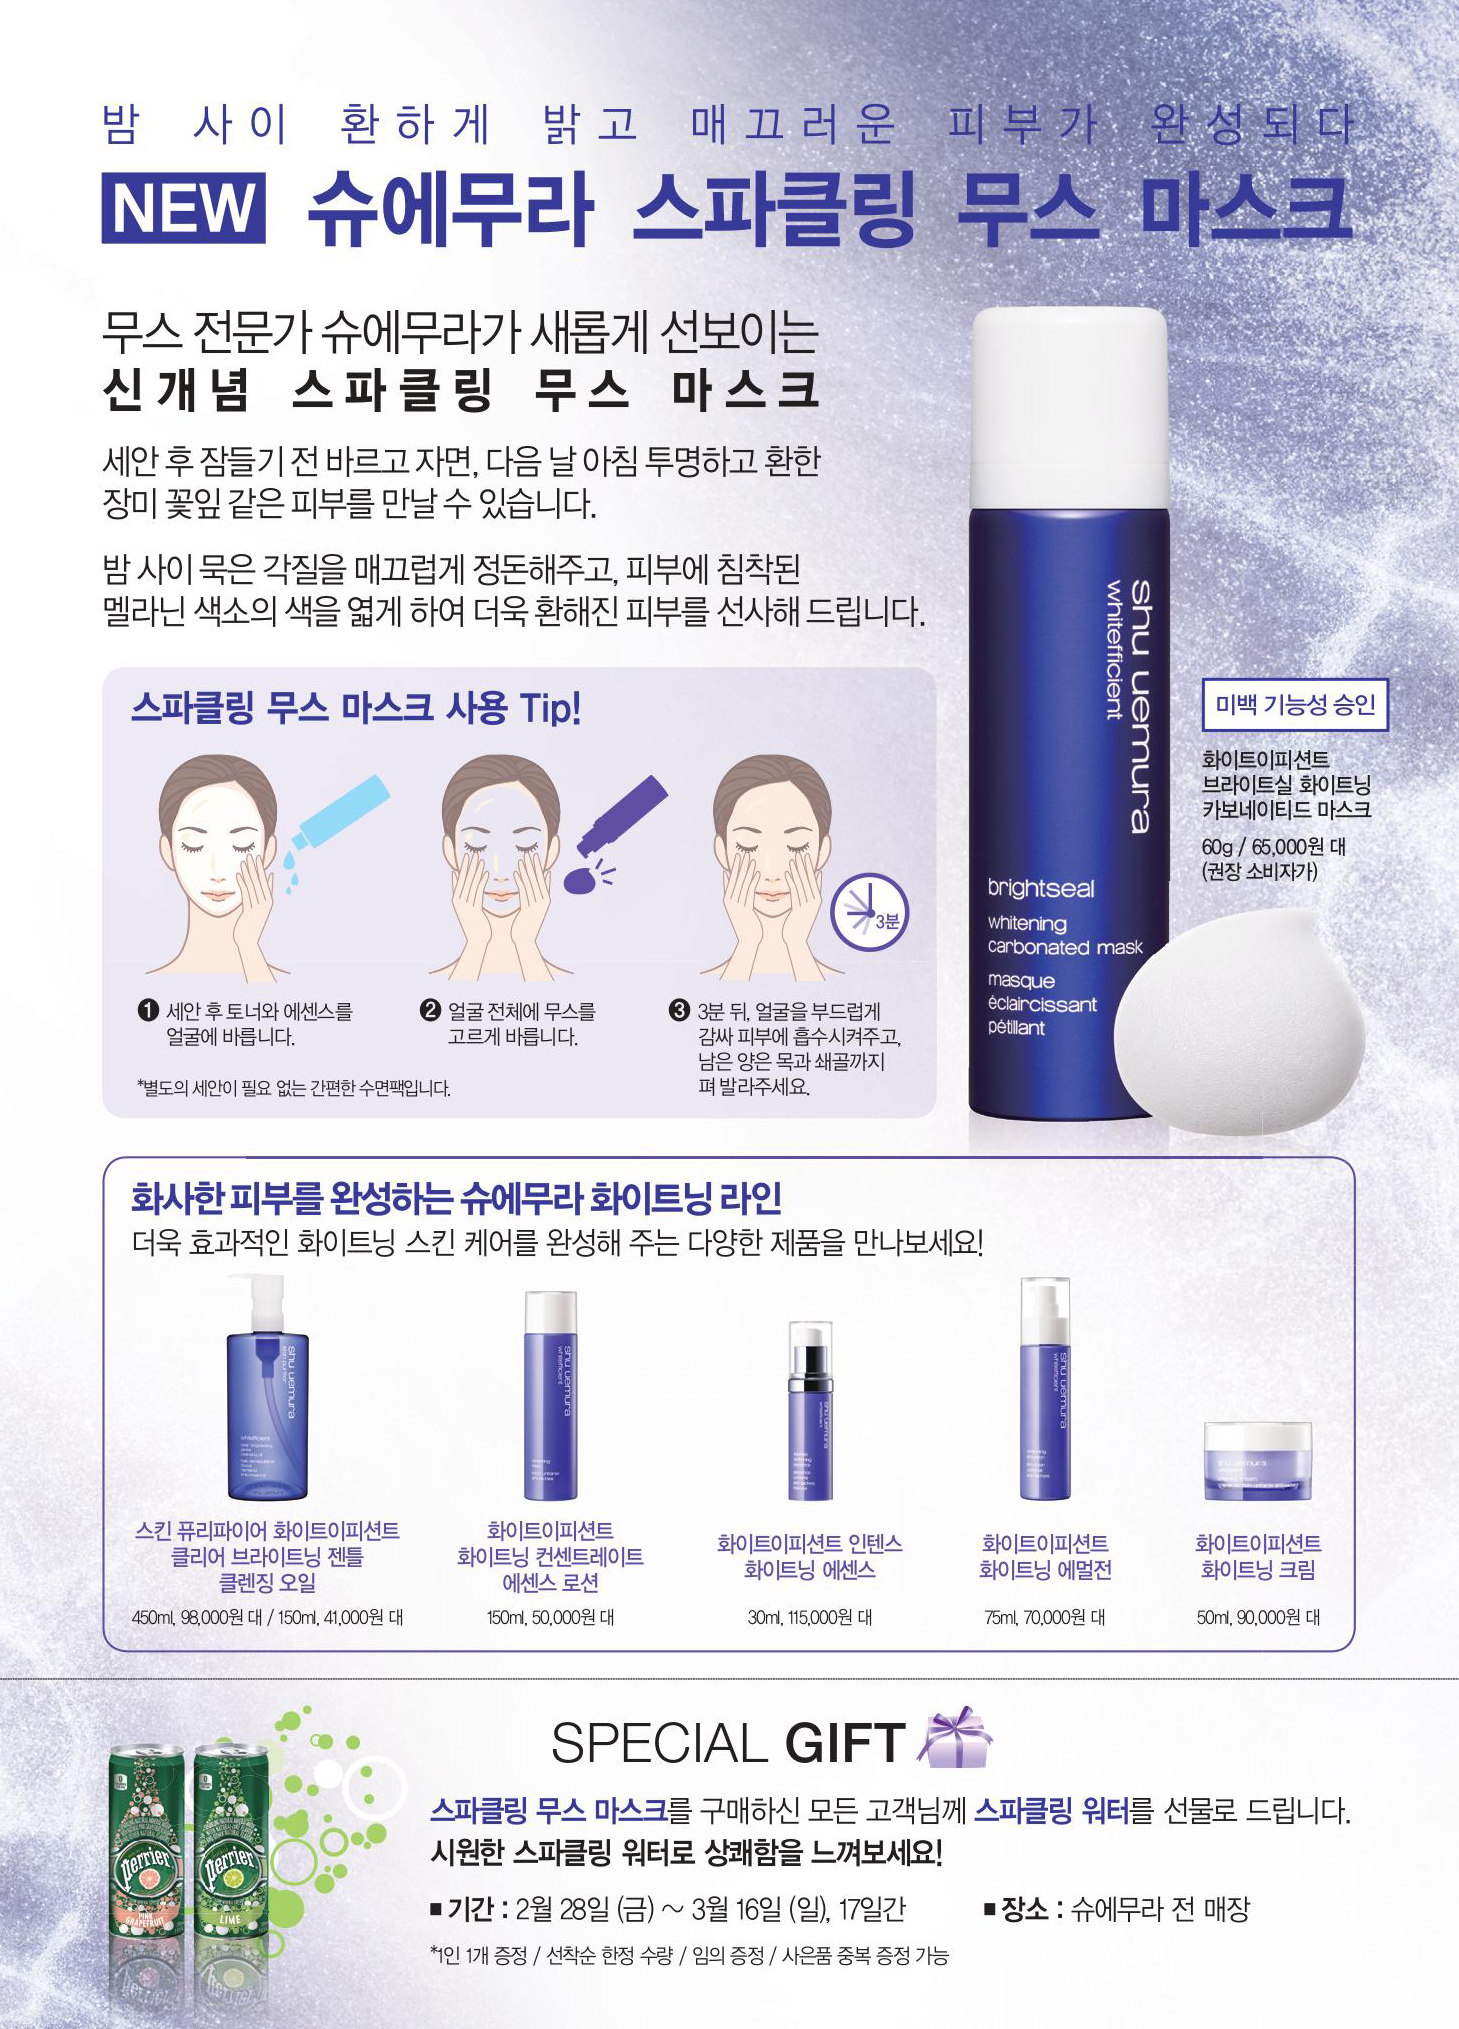 밤 사이 환하게 밝고 매끄러운 피부가 완성되다
NEW 슈에무라 스파클링 무스 마스크
무스 전문가 슈에무라가 새롭게 선보이는
신개념 스파클링 무스 마스크
세안 후 잠들기 전 바르고 자면, 다음 날 아침 투명하고 환한
장미 꽃잎 같은 피부를 만날 수 있습니다.
밤 사이 묵은 각질을 매끄럽게 정돈해주고, 피부에 침착된
멜라닌 색소의 색을 엷게 하여 더욱 환해진 피부를 선사해 드립니다.
shu uemura
whitefficient
brightseal
whitening
carbonated mask
masque
éclaircissant
pétillant
미백 기능성 승인
화이트이피션트
브라이트실 화이트닝
카보네이티드 마스크
60g / 65,000원 대
(권장 소비자가)
스파클링 무스 마스크 사용 Tip!
3분
❶ 세안 후 토너와 에센스를
얼굴에 바릅니다.
❷ 얼굴 전체에 무스를
고르게 바릅니다.
❸ 3분 뒤, 얼굴을 부드럽게
감싸 피부에 흡수시켜주고,
남은 양은 목과 쇄골까지
펴 발라주세요.
*별도의 세안이 필요 없는 간편한 수면팩입니다.
화사한 피부를 완성하는 슈에무라 화이트닝 라인
더욱 효과적인 화이트닝 스킨 케어를 완성해 주는 다양한 제품을 만나보세요!
shu uemura
whitefficient
shu uemura
whitefficient
shu uemura
shu uemura
whitefficient
shu uemura
스킨 퓨리파이어 화이트이피션트
클리어 브라이트닝 젠틀
클렌징 오일
450ml, 98,000원 대 / 150ml, 41,000원 대
화이트이피션트
화이트닝 컨센트레이트
에센스 로션
150ml, 50,000원 대
화이트이피션트 인텐스
화이트닝 에센스
30ml, 115,000원 대
화이트이피션트
화이트닝 에멀전
75ml, 70,000원 대
화이트이피션트
화이트닝 크림
50ml, 90,000원 대
SPECIAL GIFT
perrier
PINK
GRAPEFRUIT
perrier
LIME
스파클링 무스 마스크를 구매하신 모든 고객님께 스파클링 워터를 선물로 드립니다.
시원한 스파클링 워터로 상쾌함을 느껴보세요!
■ 기간 : 2월 28일 (금) ~ 3월 16일 (일), 17일간
■ 장소 : 슈에무라 전 매장
*1인 1개 증정 / 선착순 한정 수량 / 임의 증정 / 사은품 중복 증정 가능